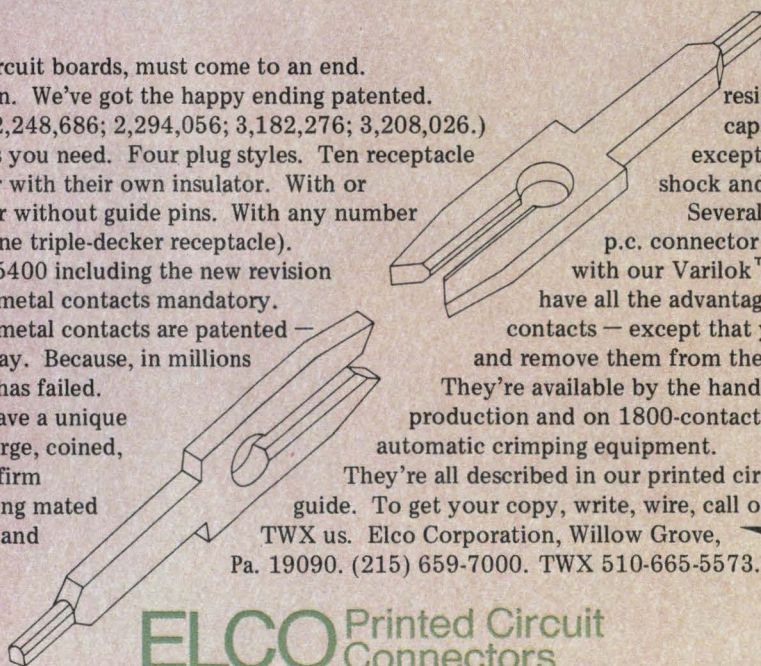 rcuit boards, must come to an end.
n. We've got the happy ending patented.
2,248,686; 2,294,056; 3,182,276; 3,208,026.)
s you need. Four plug styles. Ten receptacle
r with their own insulator. With or
r without guide pins. With any number
ne triple-decker receptacle).
5400 including the new revision
metal contacts mandatory.
metal contacts are patented —
ay. Because, in millions
has failed.
ave a unique
rge, coined,
firm
ng mated
and
resi
cap
except
shock and
Several
p.c. connector
with our Varilok™
have all the advantag
contacts — except that y
and remove them from the
They're available by the hand
production and on 1800-contact
automatic crimping equipment.
They're all described in our printed cir
guide. To get your copy, write, wire, call o
TWX us. Elco Corporation, Willow Grove,
Pa. 19090. (215) 659-7000. TWX 510-665-5573.
ELCO Printed Circuit
Connectors